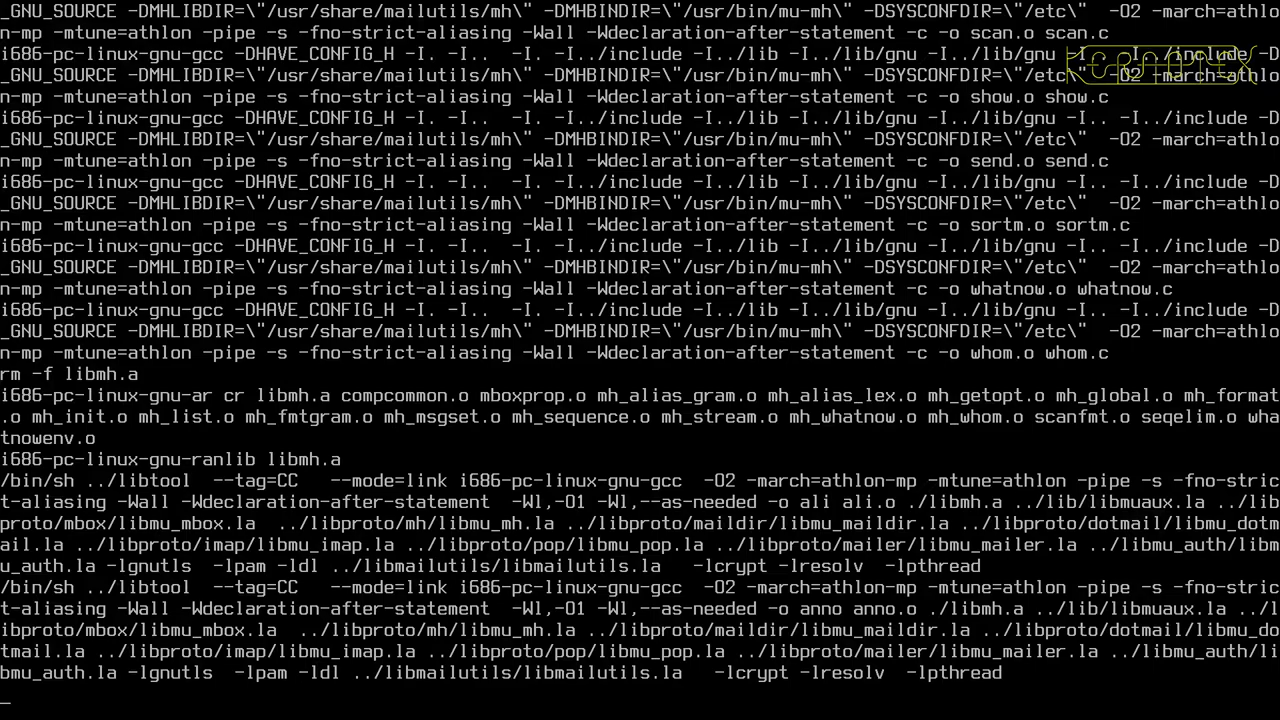 _GNU_SOURCE -DMHLIBDIR=\"/usr/share/mailutils/mh\" -DMHBINDIR=\"/usr/bin/mu-mh\" -DSYSCONFDIR=\"/etc\"  -O2 -march=athlo
n-mp -mtune=athlon -pipe -s -fno-strict-aliasing -Wall -Wdeclaration-after-statement -c -o scan.o scan.c
i686-pc-linux-gnu-gcc -DHAVE_CONFIG_H -I. -I..  -I. -I../include -I../lib -I../lib/gnu -I../lib/gnu -I.. -I../include -D
_GNU_SOURCE -DMHLIBDIR=\"/usr/share/mailutils/mh\" -DMHBINDIR=\"/usr/bin/mu-mh\" -DSYSCONFDIR=\"/etc\"  -O2 -march=athlo
n-mp -mtune=athlon -pipe -s -fno-strict-aliasing -Wall -Wdeclaration-after-statement -c -o show.o show.c
i686-pc-linux-gnu-gcc -DHAVE_CONFIG_H -I. -I..  -I. -I../include -I../lib -I../lib/gnu -I../lib/gnu -I.. -I../include -D
_GNU_SOURCE -DMHLIBDIR=\"/usr/share/mailutils/mh\" -DMHBINDIR=\"/usr/bin/mu-mh\" -DSYSCONFDIR=\"/etc\"  -O2 -march=athlo
n-mp -mtune=athlon -pipe -s -fno-strict-aliasing -Wall -Wdeclaration-after-statement -c -o send.o send.c
i686-pc-linux-gnu-gcc -DHAVE_CONFIG_H -I. -I..  -I. -I../include -I../lib -I../lib/gnu -I../lib/gnu -I.. -I../include -D
_GNU_SOURCE -DMHLIBDIR=\"/usr/share/mailutils/mh\" -DMHBINDIR=\"/usr/bin/mu-mh\" -DSYSCONFDIR=\"/etc\"  -O2 -march=athlo
n-mp -mtune=athlon -pipe -s -fno-strict-aliasing -Wall -Wdeclaration-after-statement -c -o sortm.o sortm.c
i686-pc-linux-gnu-gcc -DHAVE_CONFIG_H -I. -I..  -I. -I../include -I../lib -I../lib/gnu -I../lib/gnu -I.. -I../include -D
_GNU_SOURCE -DMHLIBDIR=\"/usr/share/mailutils/mh\" -DMHBINDIR=\"/usr/bin/mu-mh\" -DSYSCONFDIR=\"/etc\"  -O2 -march=athlo
n-mp -mtune=athlon -pipe -s -fno-strict-aliasing -Wall -Wdeclaration-after-statement -c -o whatnow.o whatnow.c
i686-pc-linux-gnu-gcc -DHAVE_CONFIG_H -I. -I..  -I. -I../include -I../lib -I../lib/gnu -I../lib/gnu -I.. -I../include -D
_GNU_SOURCE -DMHLIBDIR=\"/usr/share/mailutils/mh\" -DMHBINDIR=\"/usr/bin/mu-mh\" -DSYSCONFDIR=\"/etc\"  -O2 -march=athlo
n-mp -mtune=athlon -pipe -s -fno-strict-aliasing -Wall -Wdeclaration-after-statement -c -o whom.o whom.c
rm -f libmh.a
i686-pc-linux-gnu-ar cr libmh.a compcommon.o mboxprop.o mh_alias_gram.o mh_alias_lex.o mh_getopt.o mh_global.o mh_format
.o mh_init.o mh_list.o mh_fmtgram.o mh_msgset.o mh_sequence.o mh_stream.o mh_whatnow.o mh_whom.o scanfmt.o seqelim.o wha
tnowenv.o
i686-pc-linux-gnu-ranlib libmh.a
/bin/sh ../libtool  --tag=CC   --mode=link i686-pc-linux-gnu-gcc  -O2 -march=athlon-mp -mtune=athlon -pipe -s -fno-stric
t-aliasing -Wall -Wdeclaration-after-statement  -Wl,-O1 -Wl,--as-needed -o ali ali.o ./libmh.a ../lib/libmuaux.la ../lib
proto/mbox/libmu_mbox.la  ../libproto/mh/libmu_mh.la ../libproto/maildir/libmu_maildir.la ../libproto/dotmail/libmu_dotm
ail.la ../libproto/imap/libmu_imap.la ../libproto/pop/libmu_pop.la ../libproto/mailer/libmu_mailer.la ../libmu_auth/libm
u_auth.la -lgnutls  -lpam -ldl ../libmailutils/libmailutils.la   -lcrypt -lresolv  -lpthread
/bin/sh ../libtool  --tag=CC   --mode=link i686-pc-linux-gnu-gcc  -O2 -march=athlon-mp -mtune=athlon -pipe -s -fno-stric
t-aliasing -Wall -Wdeclaration-after-statement  -Wl,-O1 -Wl,--as-needed -o anno anno.o ./libmh.a ../lib/libmuaux.la ../l
ibproto/mbox/libmu_mbox.la  ../libproto/mh/libmu_mh.la ../libproto/maildir/libmu_maildir.la ../libproto/dotmail/libmu_do
tmail.la ../libproto/imap/libmu_imap.la ../libproto/pop/libmu_pop.la ../libproto/mailer/libmu_mailer.la ../libmu_auth/li
bmu_auth.la -lgnutls  -lpam -ldl ../libmailutils/libmailutils.la   -lcrypt -lresolv  -lpthread
_